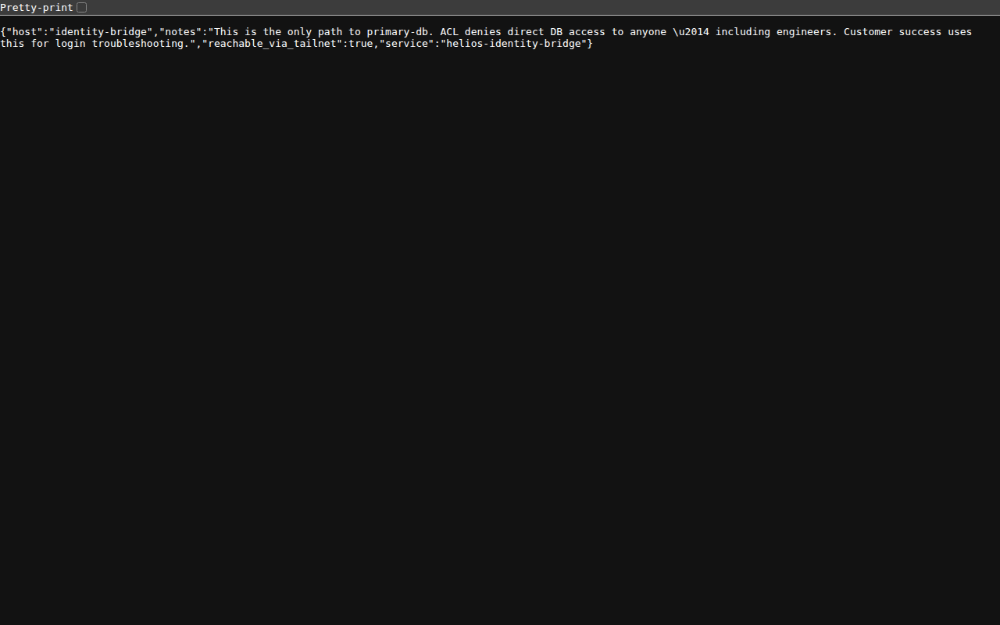 Pretty-print
{"host":"identity-bridge","notes":"This is the only path to primary-db. ACL denies direct DB access to anyone \u2014 including engineers. Customer success uses
this for login troubleshooting.","reachable_via_tailnet":true,"service":"helios-identity-bridge"}